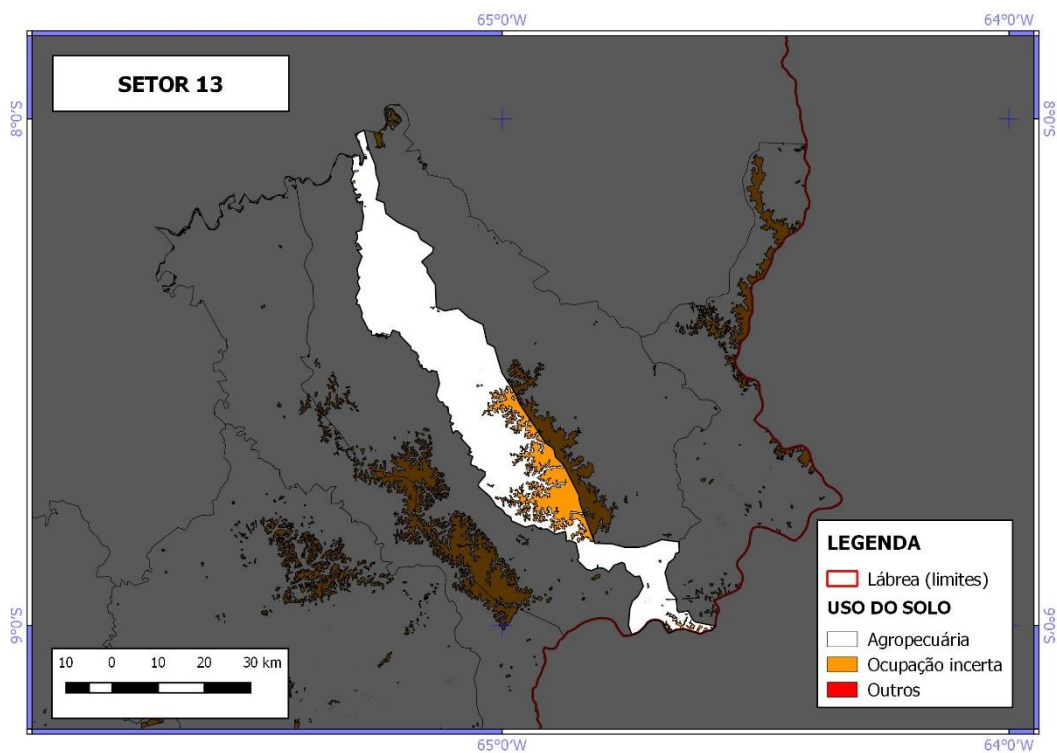 65°0'W 64°0'W
SETOR 13
8°0'S 8°0'S
LEGENDA
Lábrea (limites)
USO DO SOLO
Agropecuária
Ocupação incerta
Outros
9°0'S 9°0'S
10 0 10 20 30 km
65°0'W 64°0'W